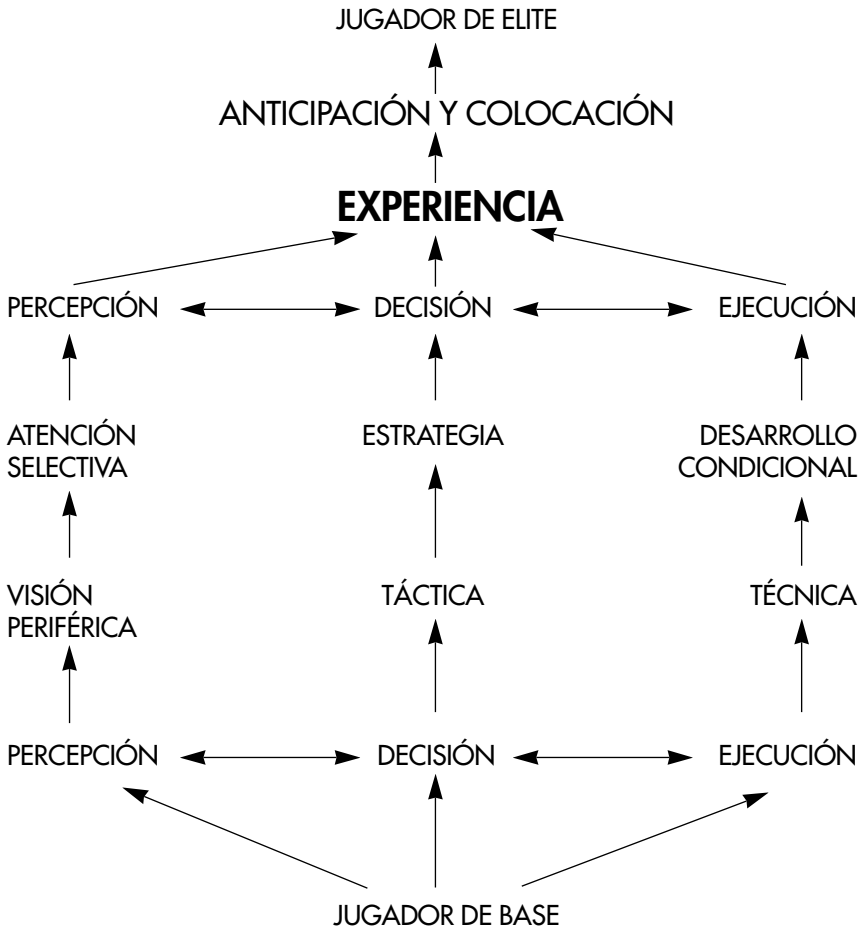 JUGADOR DE ELITE
ANTICIPACIÓN Y COLOCACIÓN
EXPERIENCIA
PERCEPCIÓN
DECISIÓN
EJECUCIÓN
ATENCIÓN
SELECTIVA
ESTRATEGIA
DESARROLLO
CONDICIONAL
VISIÓN
PERIFÉRICA
TÁCTICA
TÉCNICA
PERCEPCIÓN
DECISIÓN
EJECUCIÓN
JUGADOR DE BASE